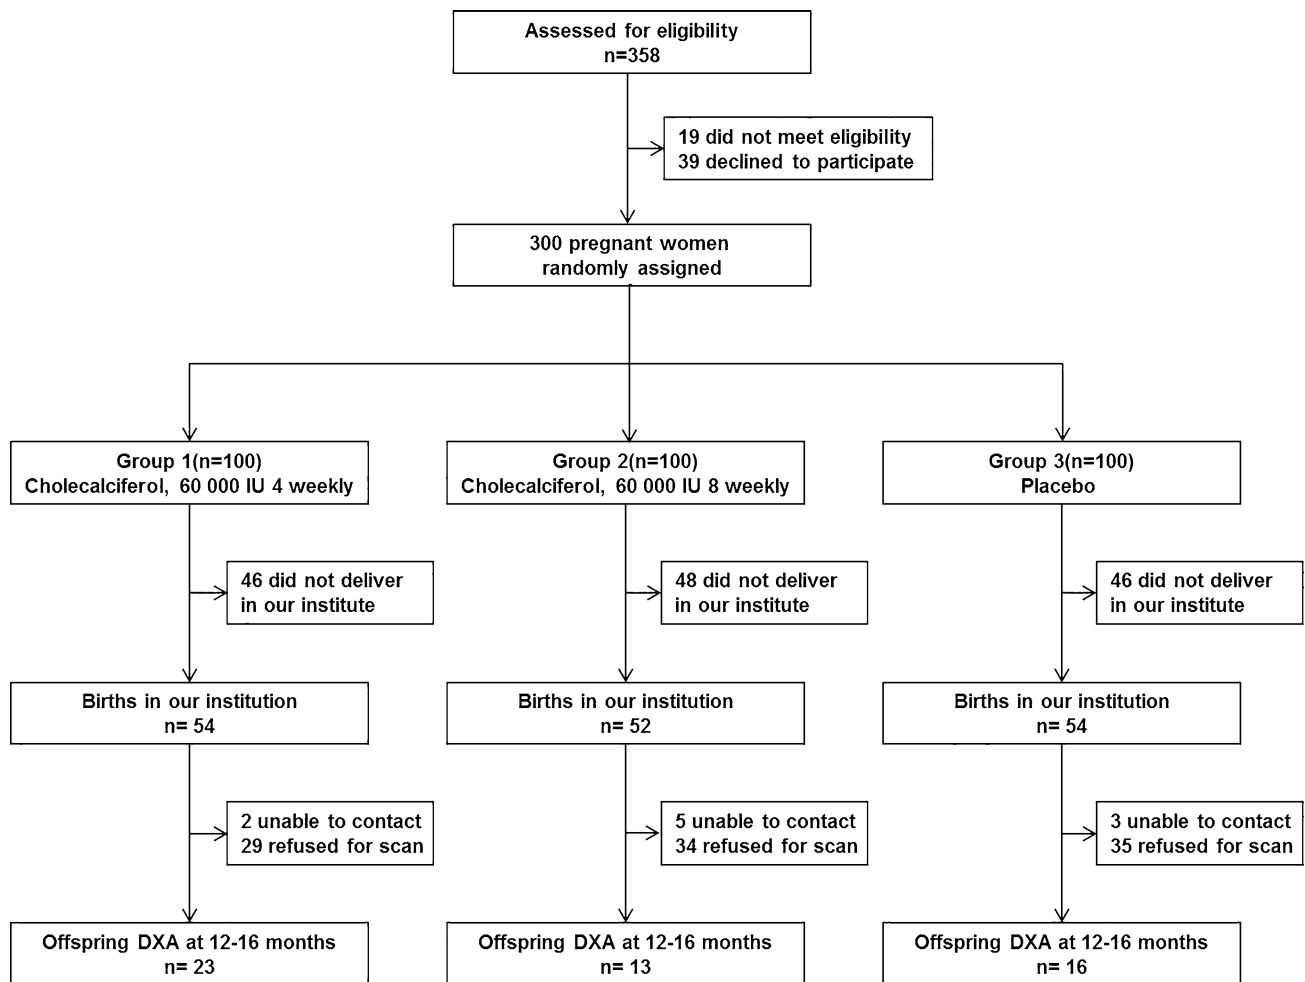 Assessed for eligibility
n=358
19 did not meet eligibility
39 declined to participate
300 pregnant women
randomly assigned
Group 1(n=100)
Cholecalciferol, 60 000 IU 4 weekly
Group 2(n=100)
Cholecalciferol, 60 000 IU 8 weekly
Group 3(n=100)
Placebo
46 did not deliver
in our institute
48 did not deliver
in our institute
46 did not deliver
in our institute
Births in our institution
n= 54
Births in our institution
n= 52
Births in our institution
n= 54
2 unable to contact
29 refused for scan
5 unable to contact
34 refused for scan
3 unable to contact
35 refused for scan
Offspring DXA at 12-16 months
n= 23
Offspring DXA at 12-16 months
n= 13
Offspring DXA at 12-16 months
n= 16